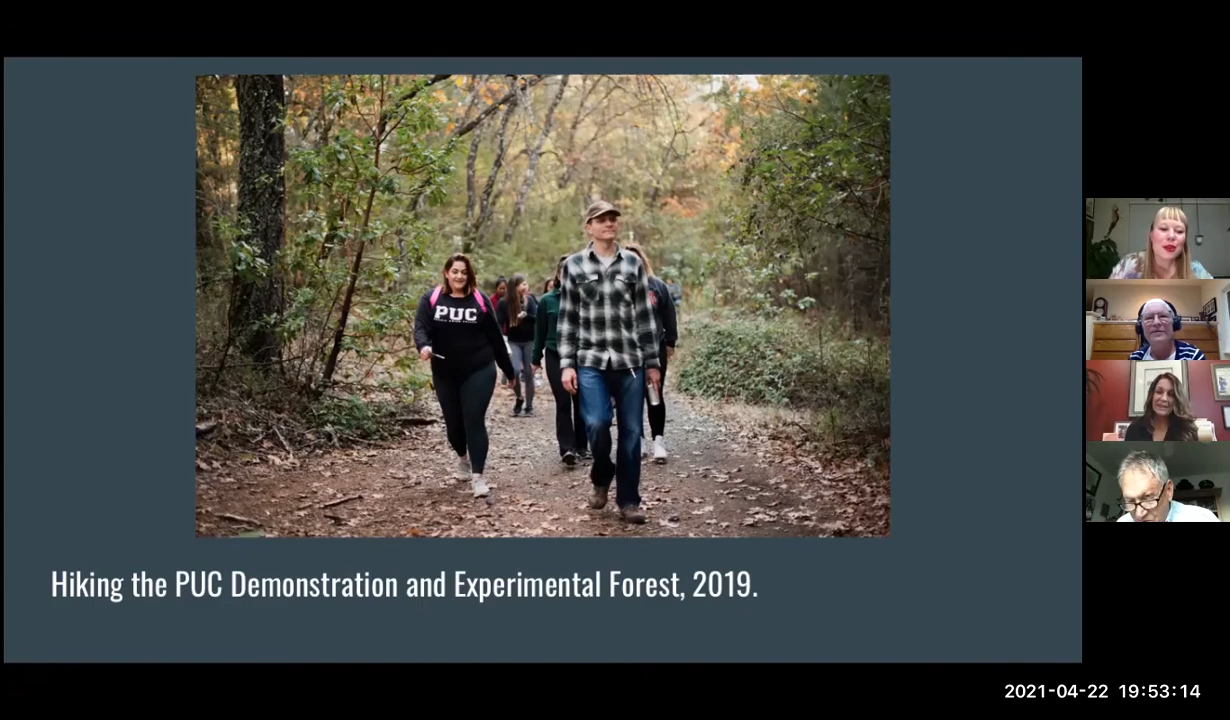 PUC
Hiking the PUC Demonstration and Experimental Forest, 2019.
2021-04-22 19:53:14